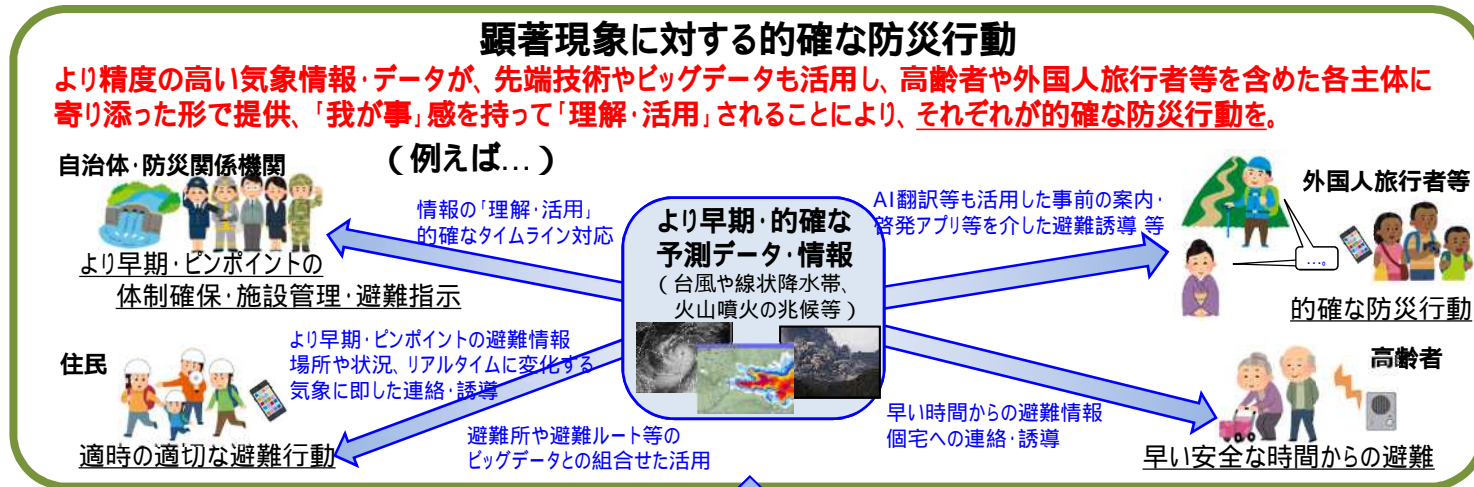 顕著現象に対する的確な防災行動
より精度の高い気象情報・データが、先端技術やビッグデータも活用し、高齢者や外国人旅行者等を含めた各主体に
寄り添った形で提供、「我が事」感を持って「理解・活用」されることにより、それぞれが的確な防災行動を。
(例えば…)
自治体・防災関係機関
情報の「理解・活用」
的確なタイムライン対応
より早期・ピンポイントの
体制確保・施設管理・避難指示
より早期・的確な
予測データ・情報
(台風や線状降水帯、
火山噴火の兆候等)
AI翻訳等も活用した事前の案内・
啓発アプリ等を介した避難誘導 等
外国人旅行者等
…。
的確な防災行動
住民
より早期・ピンポイントの避難情報
場所や状況、リアルタイムに変化する
気象に即した連絡・誘導
適時の適切な避難行動
避難所や避難ルート等の
ビッグデータとの組合せた活用
早い時間からの避難情報
個宅への連絡・誘導
高齢者
早い安全な時間からの避難